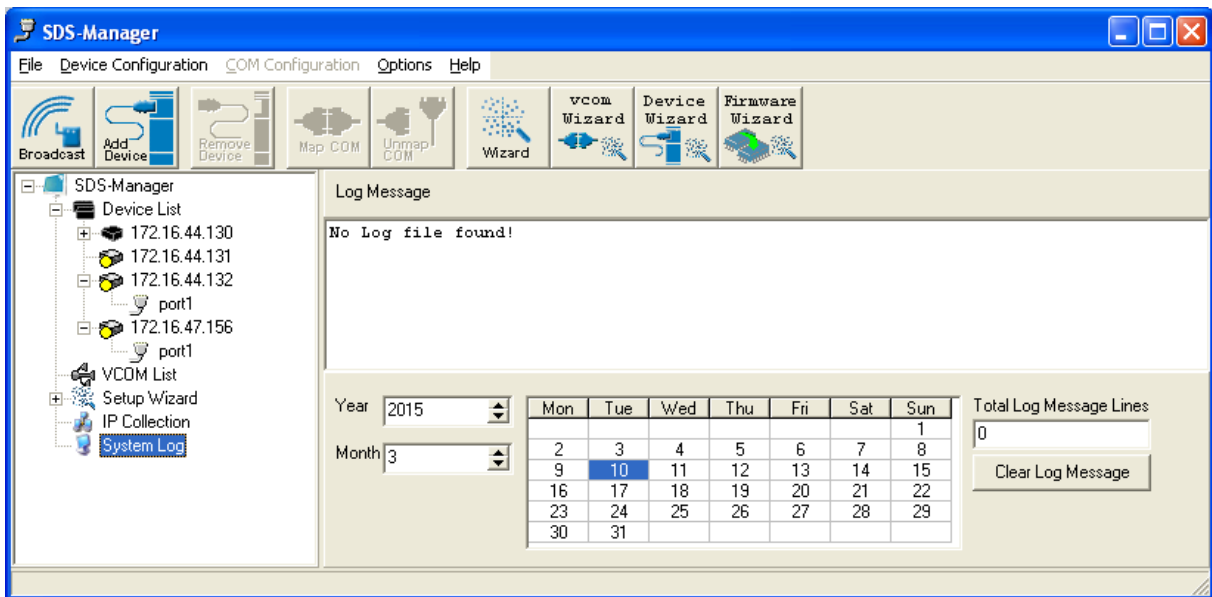 SDS-Manager
File Device Configuration COM Configuration Options Help
Broadcast
Add Device
Remove Device
Map COM
Unmap COM
Wizard
vcom Wizard
Device Wizard
Firmware Wizard
SDS-Manager
Device List
172.16.44.130
172.16.44.131
172.16.44.132
port1
172.16.47.156
port1
VCOM List
Setup Wizard
IP Collection
System Log
Log Message
No Log file found!
Year 2015
Month 3
Mon Tue Wed Thu Fri Sat Sun
1
2 3 4 5 6 7 8
9 10 11 12 13 14 15
16 17 18 19 20 21 22
23 24 25 26 27 28 29
30 31
Total Log Message Lines
0
Clear Log Message